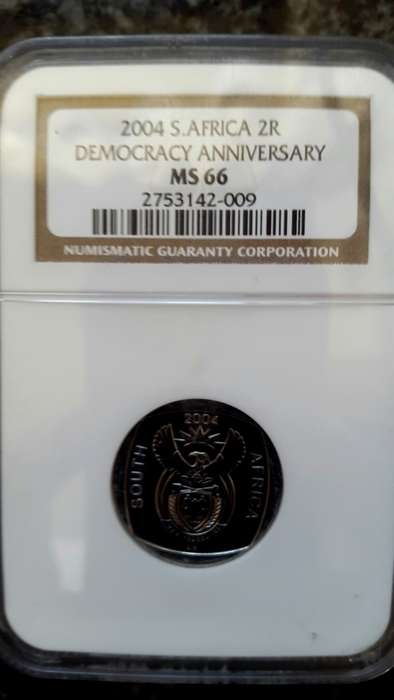 2004 S.AFRICA 2R
DEMOCRACY ANNIVERSARY
MS 66
2753142-009
NUMISMATIC GUARANTY CORPORATION
2004
SOUTH
AFRICA